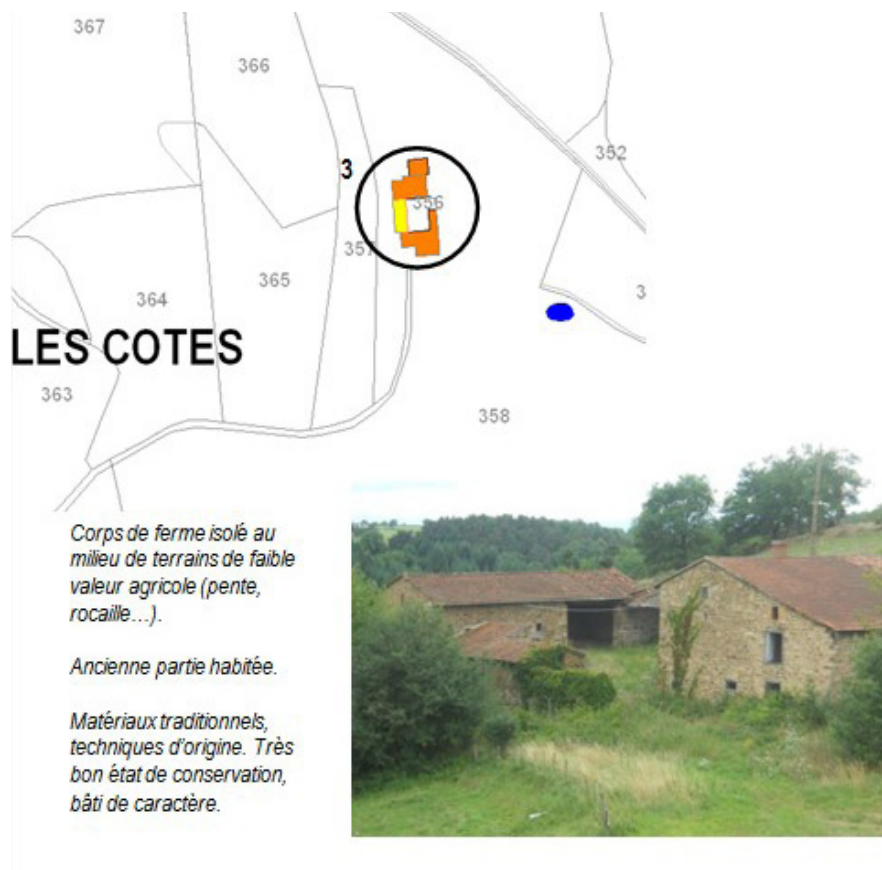 367
366
352
3
356
357
365
364
3
LES COTES
363
358
Corps de ferme isolé au
milieu de terrains de faible
valeur agricole (pente,
rocaille…).
Ancienne partie habitée.
Matériaux traditionnels,
techniques d'origine. Très
bon état de conservation,
bâti de caractère.